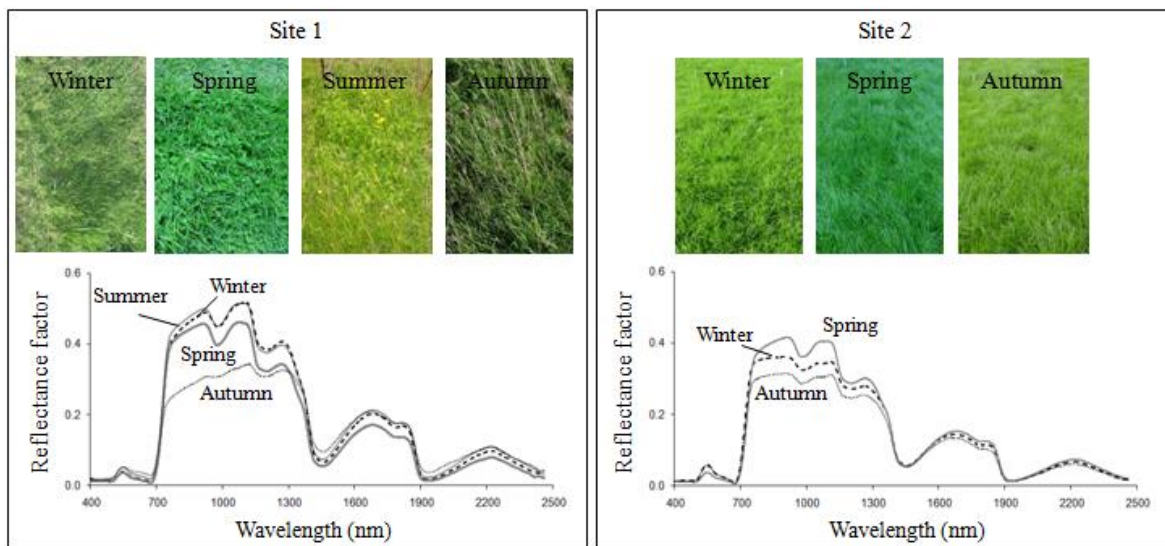 Site 1
Winter Spring Summer Autumn
0.6
0.4
0.2
0.0
Reflectance factor
Summer
Winter
Spring
Autumn
400 700 1000 1300 1600 1900 2200 2500
Wavelength (nm)
Site 2
Winter Spring Autumn
0.6
0.4
0.2
0.0
Reflectance factor
Winter
Spring
Autumn
400 700 1000 1300 1600 1900 2200 2500
Wavelength (nm)